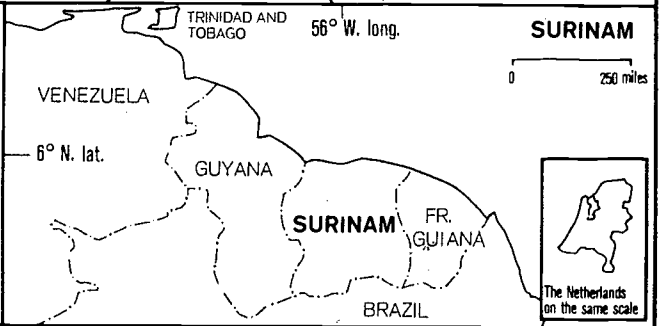 TRINIDAD AND
TOBAGO
56° W. long.
SURINAM
0 250 miles
VENEZUELA
6° N. lat.
GUYANA
SURINAM
FR.
GUIANA
BRAZIL
The Netherlands
on the same scale